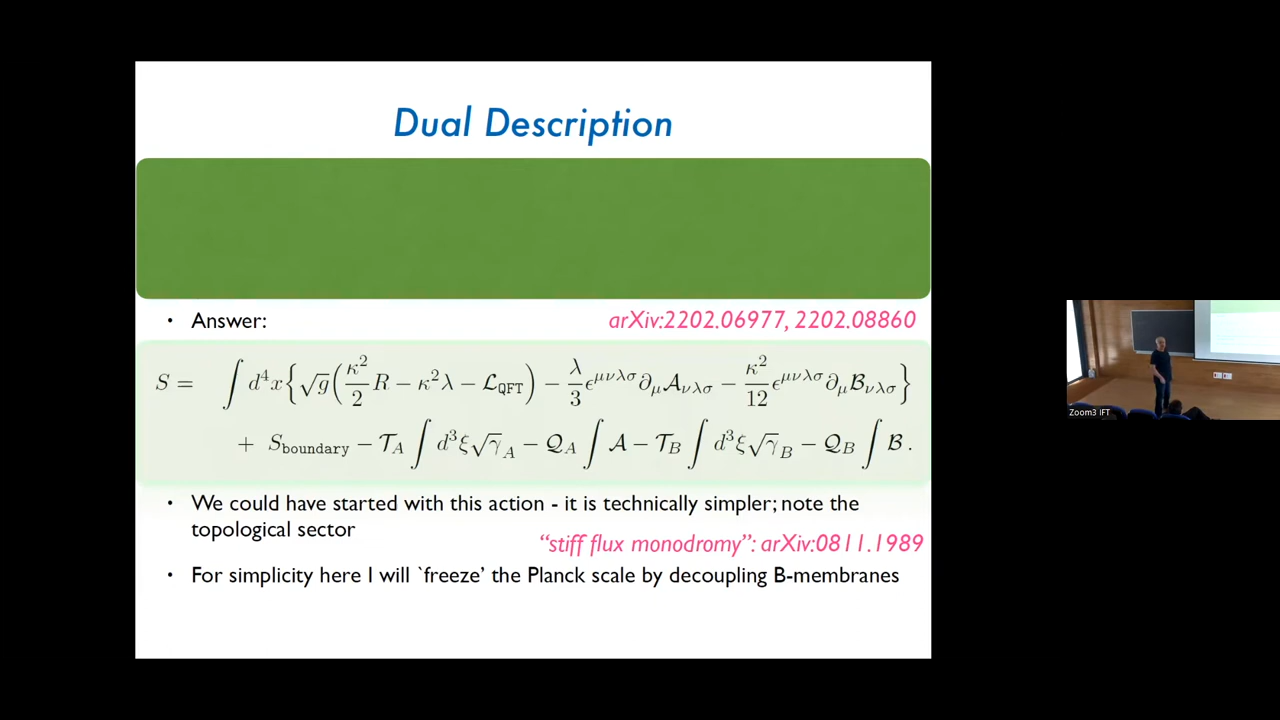 Dual Description
• Answer: arXiv:2202.06977, 2202.08860
S = ∫ d⁴x{√g(κ²/2 R − κ²λ − ℒ_QFT) − λ/3 ϵ^{μνλσ}∂_μ𝒜_{νλσ} − κ²/12 ϵ^{μνλσ}∂_μℬ_{νλσ}}
+ S_boundary − 𝒯_A ∫ d³ξ√γ_A − 𝒬_A ∫ 𝒜 − 𝒯_B ∫ d³ξ√γ_B − 𝒬_B ∫ ℬ .
• We could have started with this action - it is technically simpler; note the
topological sector
“stiff flux monodromy”: arXiv:0811.1989
• For simplicity here I will `freeze’ the Planck scale by decoupling B-membranes
Zoom3 IFT